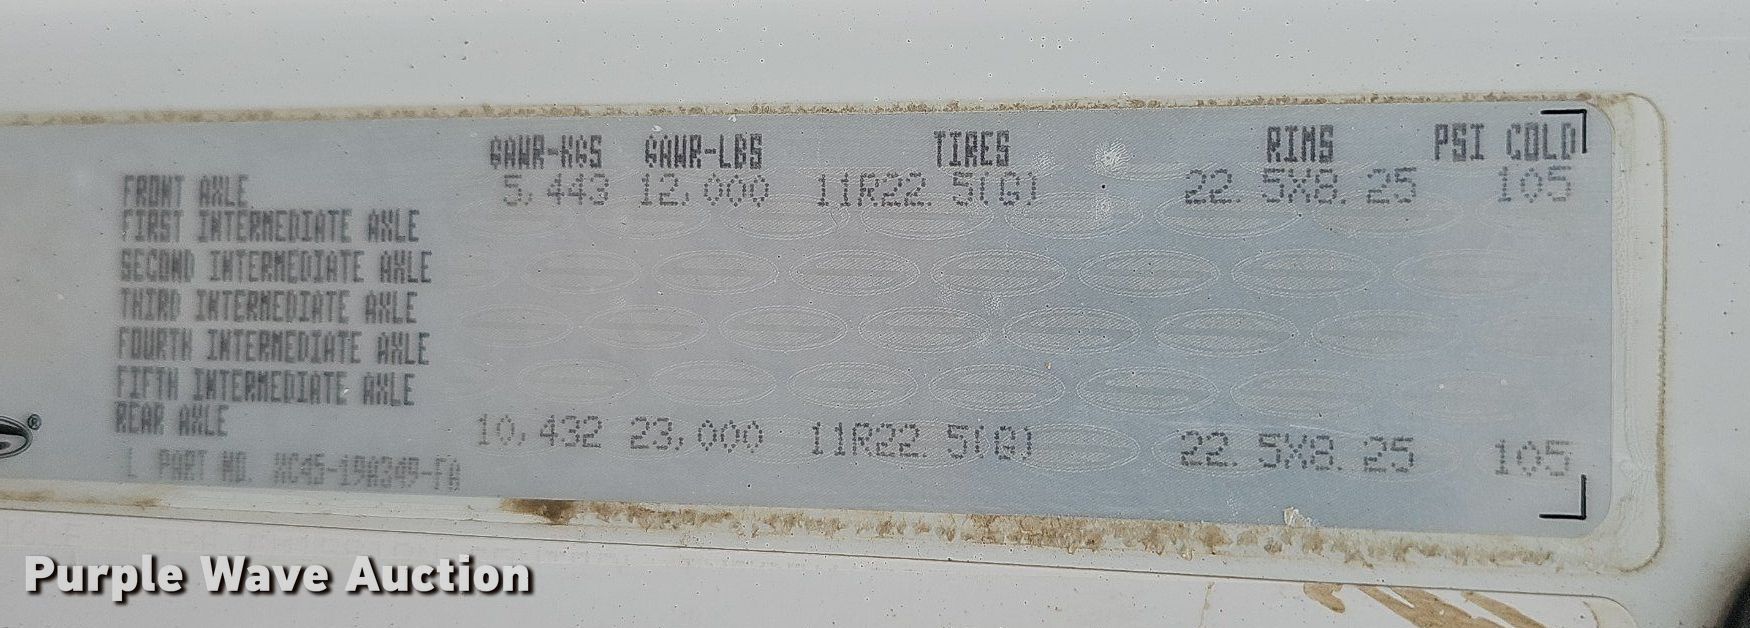 GAWR-KGS GAWR-LBS TIRES RIMS PSI COLD
FRONT AXLE 5,443 12,000 11R22.5(G) 22.5X8.25 105
FIRST INTERMEDIATE AXLE
SECOND INTERMEDIATE AXLE
THIRD INTERMEDIATE AXLE
FOURTH INTERMEDIATE AXLE
FIFTH INTERMEDIATE AXLE
REAR AXLE 10,432 23,000 11R22.5(G) 22.5X8.25 105
®
L PART NO. XC45-19A349-FA
Purple Wave Auction